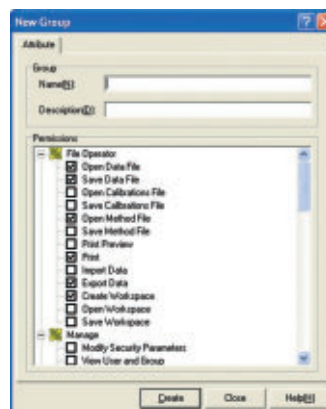 New Group
Attribute
Group
Name[N]:
Description[D]:
Permissions
File Operator
Open Data File
Save Data File
Open Calibrations File
Save Calibrations File
Open Method File
Save Method File
Print Preview
Print
Import Data
Export Data
Create Workspace
Open Workspace
Save Workspace
Manage
Modify Security Parameters
View User and Group
Create Close Help[H]